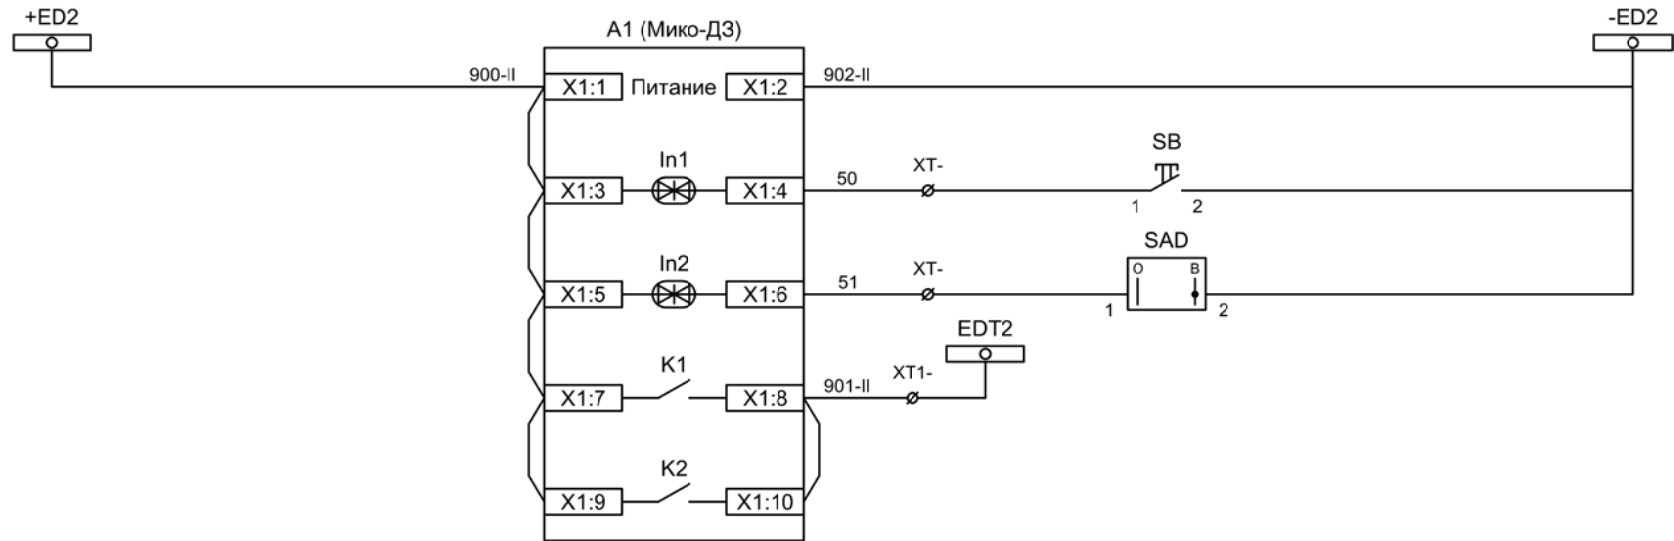 +ED2
-ED2
A1 (Мико-ДЗ)
900-II
X1:1 Питание X1:2
902-II
In1
X1:3
X1:4
50
XT-
SB
1 2
In2
X1:5
X1:6
51
XT-
SAD
O B
1 2
K1
X1:7
X1:8
901-II
XT1-
EDT2
K2
X1:9
X1:10